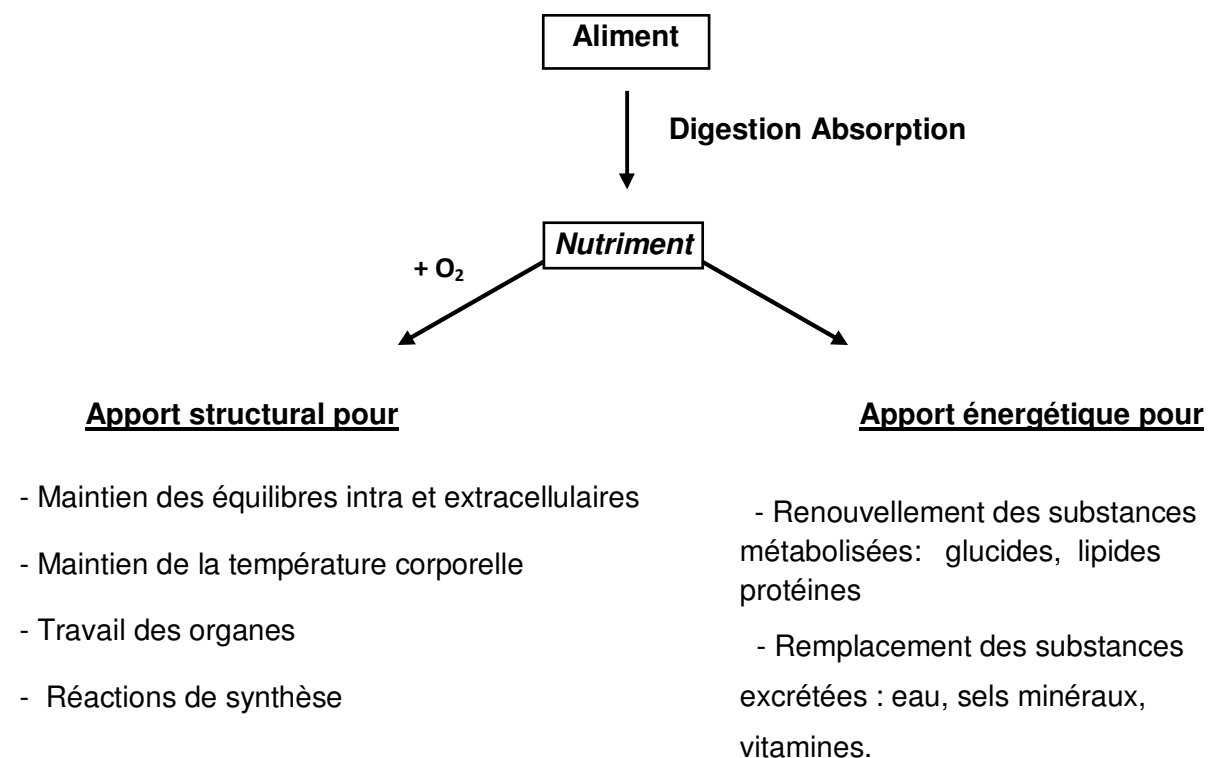 Aliment
Digestion Absorption
Nutriment
+ O₂
Apport structural pour
- Maintien des équilibres intra et extracellulaires
- Maintien de la température corporelle
- Travail des organes
- Réactions de synthèse
Apport énergétique pour
- Renouvellement des substances
métabolisées: glucides, lipides
protéines
- Remplacement des substances
excrétées : eau, sels minéraux,
vitamines.